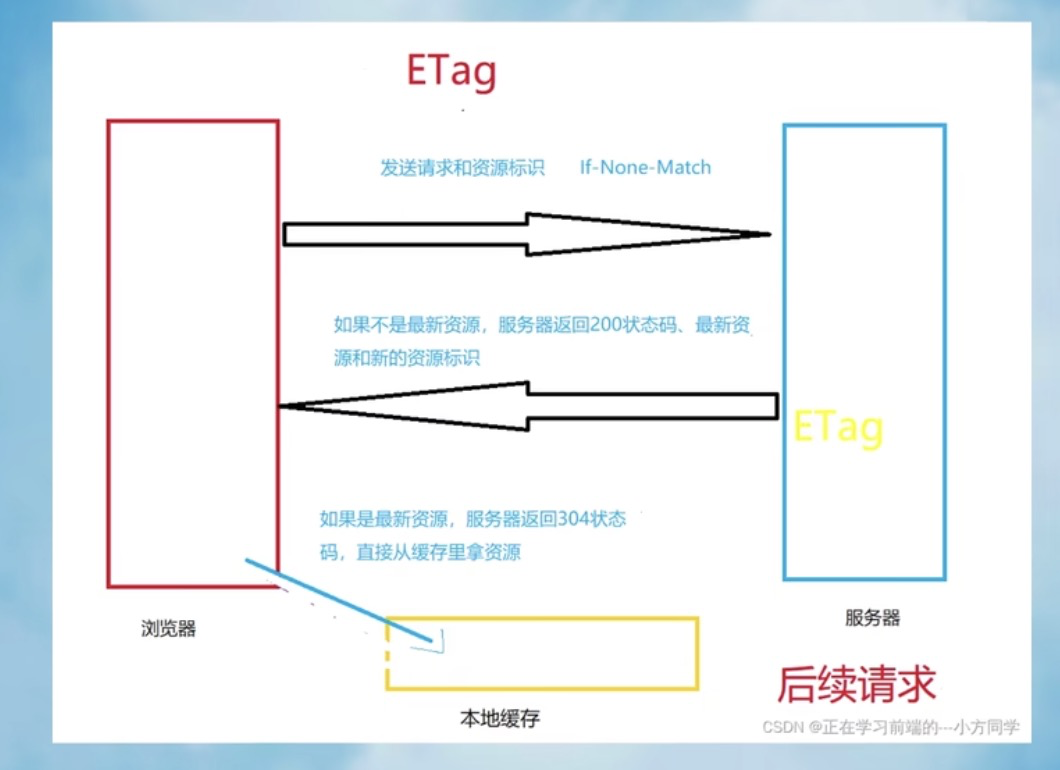 ETag
发送请求和资源标识 If-None-Match
如果不是最新资源，服务器返回200状态码、最新资
源和新的资源标识
ETag
如果是最新资源，服务器返回304状态
码，直接从缓存里拿资源
浏览器
服务器
本地缓存
后续请求
CSDN @正在学习前端的---小方同学